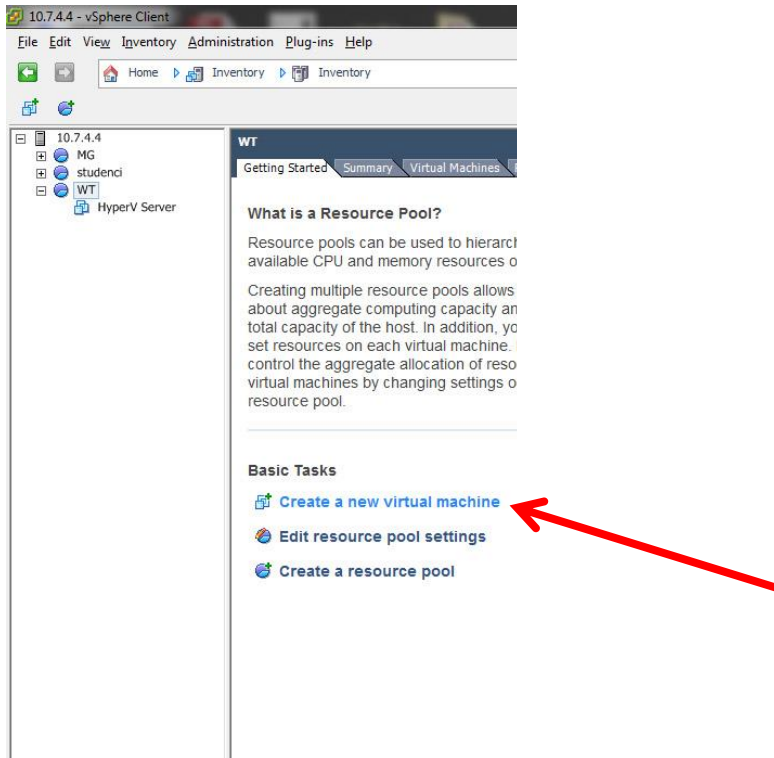 10.7.4.4 - vSphere Client
File Edit View Inventory Administration Plug-ins Help
Home Inventory Inventory
10.7.4.4
MG
studenci
WT
HyperV Server
WT
Getting Started Summary Virtual Machines
What is a Resource Pool?
Resource pools can be used to hierarch
available CPU and memory resources o
Creating multiple resource pools allows
about aggregate computing capacity an
total capacity of the host. In addition, yo
set resources on each virtual machine.
control the aggregate allocation of reso
virtual machines by changing settings o
resource pool.
Basic Tasks
Create a new virtual machine
Edit resource pool settings
Create a resource pool